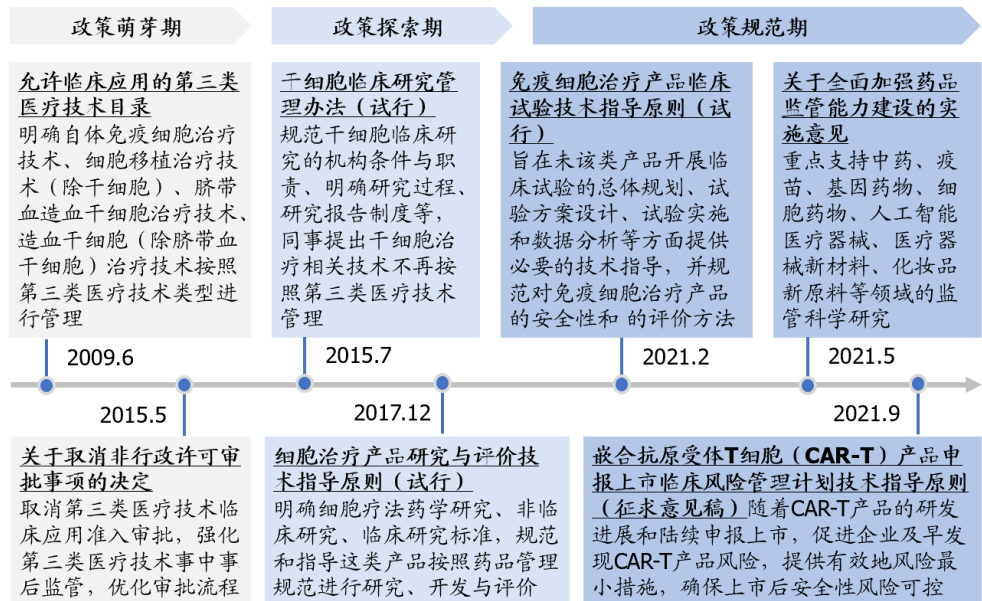 政策萌芽期
政策探索期
政策规范期
允许临床应用的第三类
医疗技术目录
明确自体免疫细胞治疗
技术、细胞移植治疗技
术（除干细胞）、脐带
血造血干细胞治疗技术、
造血干细胞（除脐带血
干细胞）治疗技术按照
第三类医疗技术类型进
行管理
干细胞临床研究管
理办法（试行）
规范干细胞临床研
究的机构条件与职
责、明确研究过程、
研究报告制度等，
同事提出干细胞治
疗相关技术不再按
照第三类医疗技术
管理
免疫细胞治疗产品临床
试验技术指导原则（试
行）
旨在未该类产品开展临
床试验的总体规划、试
验方案设计、试验实施
和数据分析等方面提供
必要的技术指导，并规
范对免疫细胞治疗产品
的安全性和 的评价方法
关于全面加强药品
监管能力建设的实
施意见
重点支持中药、疫
苗、基因药物、细
胞药物、人工智能
医疗器械、医疗器
械新材料、化妆品
新原料等领域的监
管科学研究
2009.6
2015.7
2021.2
2021.5
2015.5
2017.12
2021.9
关于取消非行政许可审
批事项的决定
取消第三类医疗技术临
床应用准入审批，强化
第三类医疗技术事中事
后监管，优化审批流程
细胞治疗产品研究与评价技
术指导原则（试行）
明确细胞疗法药学研究、非临
床研究、临床研究标准，规范
和指导这类产品按照药品管理
规范进行研究、开发与评价
嵌合抗原受体T细胞（CAR-T）产品申
报上市临床风险管理计划技术指导原则
（征求意见稿）随着CAR-T产品的研发
进展和陆续申报上市，促进企业及早发
现CAR-T产品风险，提供有效地风险最
小措施，确保上市后安全性风险可控